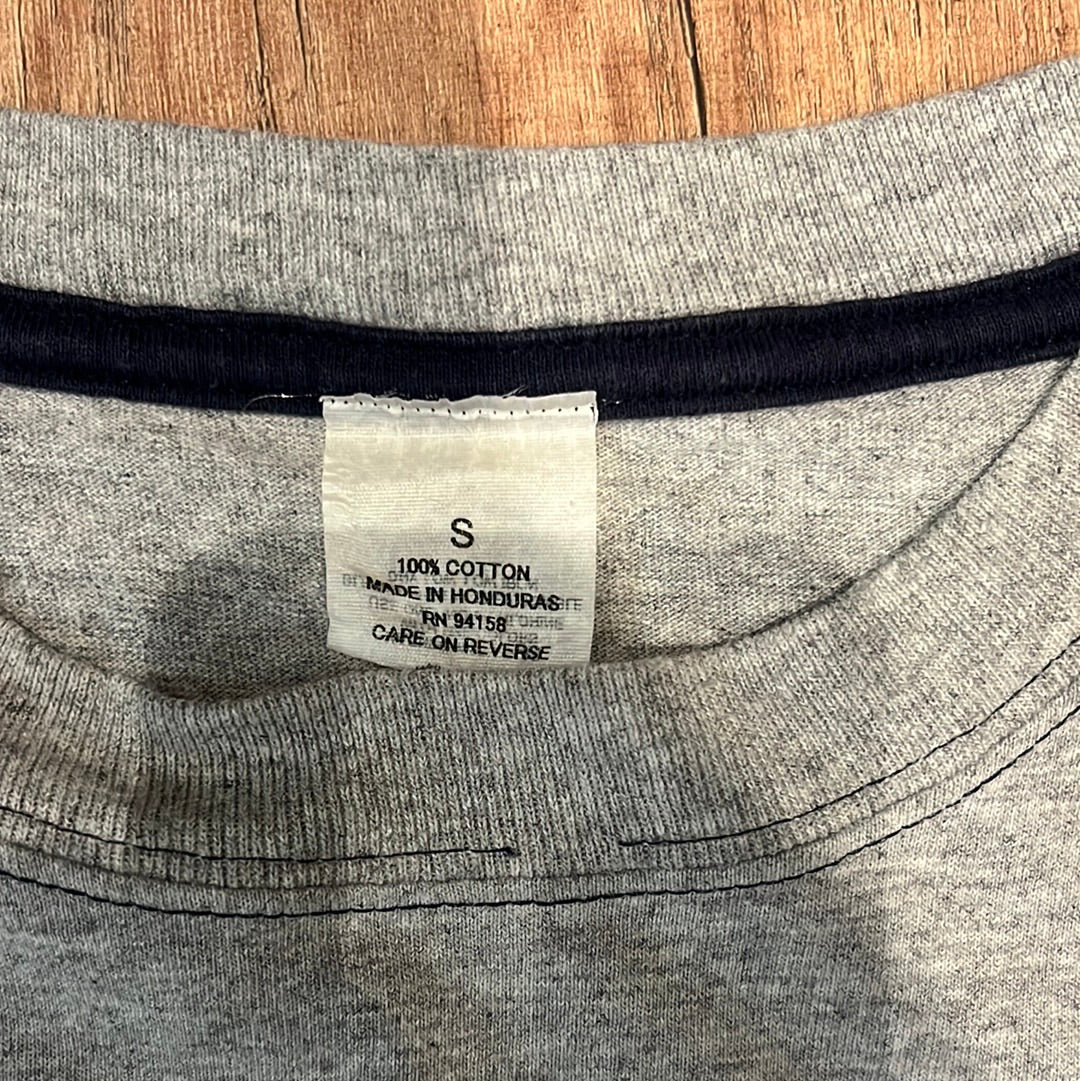 S
100% COTTON
MADE IN HONDURAS
RN 94158
CARE ON REVERSE